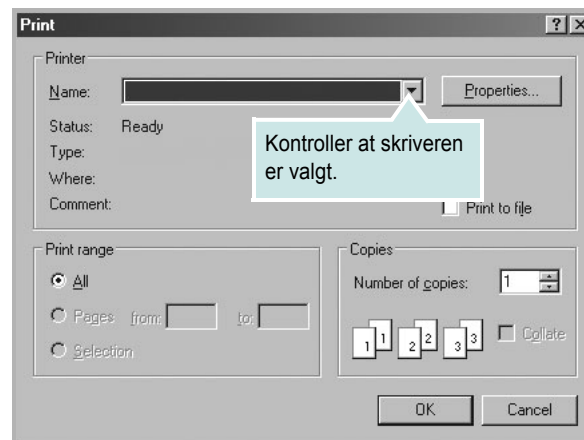 Print
Printer
Name:
Properties...
Status: Ready
Type:
Where:
Comment:
Print to file
Kontroller at skriveren
er valgt.
Print range
All
Pages from: to:
Selection
Copies
Number of copies: 1
1 1 2 2 3 3
Collate
OK Cancel